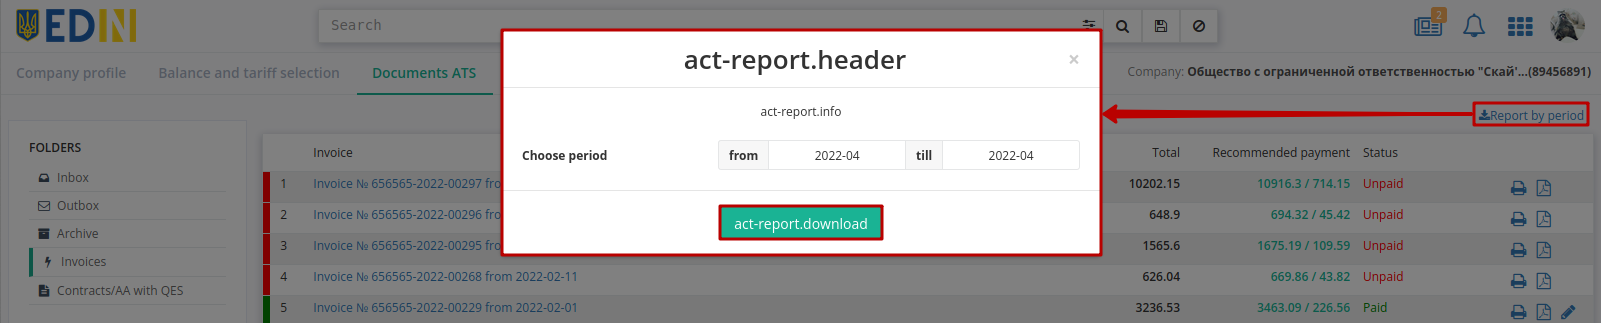 EDIN
Search
2
Company profile
Balance and tariff selection
Documents ATS
Company: Общество с ограниченной ответственностью "Скай'...(89456891)
Report by period
act-report.header
×
act-report.info
Choose period
from
2022-04
till
2022-04
act-report.download
FOLDERS
Inbox
Outbox
Archive
Invoices
Contracts/AA with QES
Invoice Total Recommended payment Status
1 Invoice № 656565-2022-00297 from 10202.15 10916.3 / 714.15 Unpaid
2 Invoice № 656565-2022-00296 from 648.9 694.32 / 45.42 Unpaid
3 Invoice № 656565-2022-00295 from 1565.6 1675.19 / 109.59 Unpaid
4 Invoice № 656565-2022-00268 from 2022-02-11 626.04 669.86 / 43.82 Unpaid
5 Invoice № 656565-2022-00229 from 2022-02-01 3236.53 3463.09 / 226.56 Paid